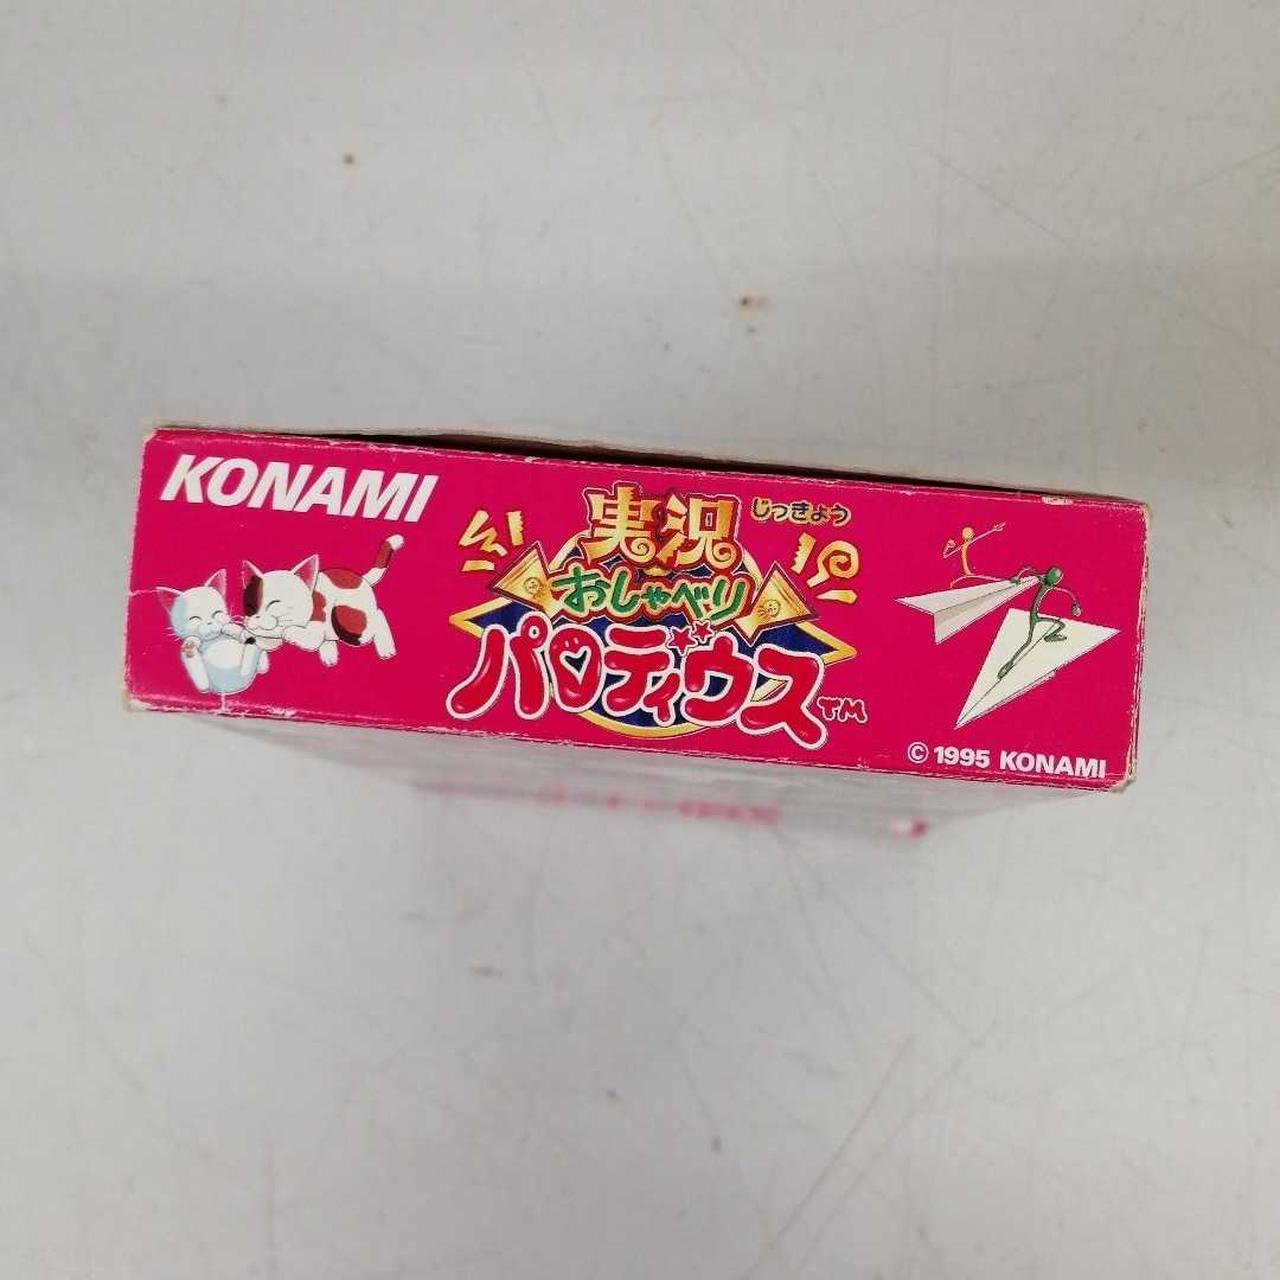 KONAMI
実況 じっきょう
おしゃべり
パロディウス TM
© 1995 KONAMI